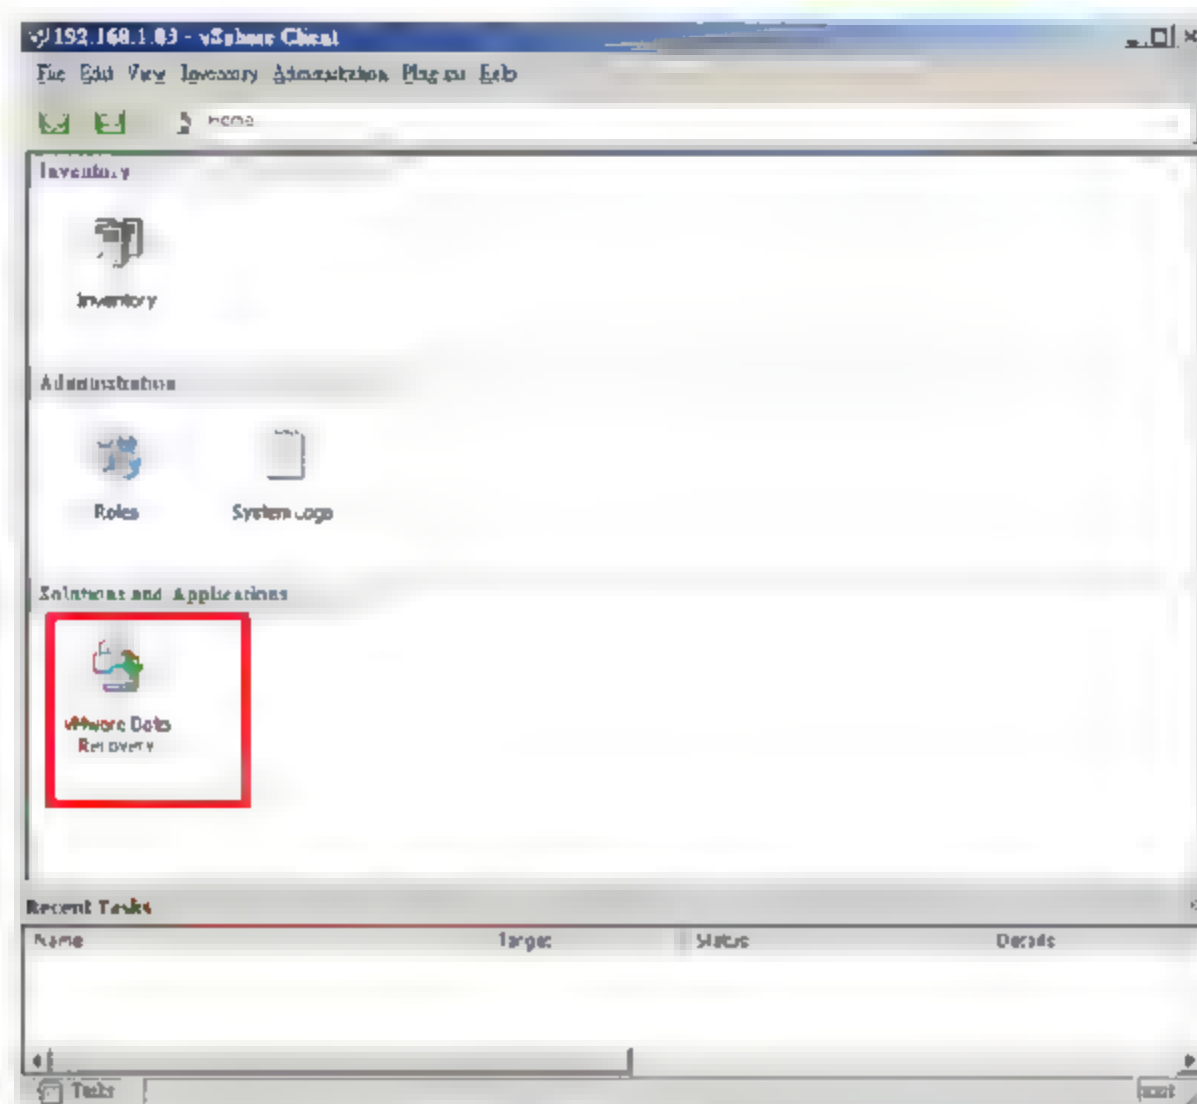 192.168.1.83 - vSphere Client
File Edit View Inventory Administration Plug-ins Help
Home
Inventory
Inventory
Administration
Roles System Logs
Solutions and Applications
VMware Data
Recovery
Recent Tasks
Name Target Status Details
Tasks root